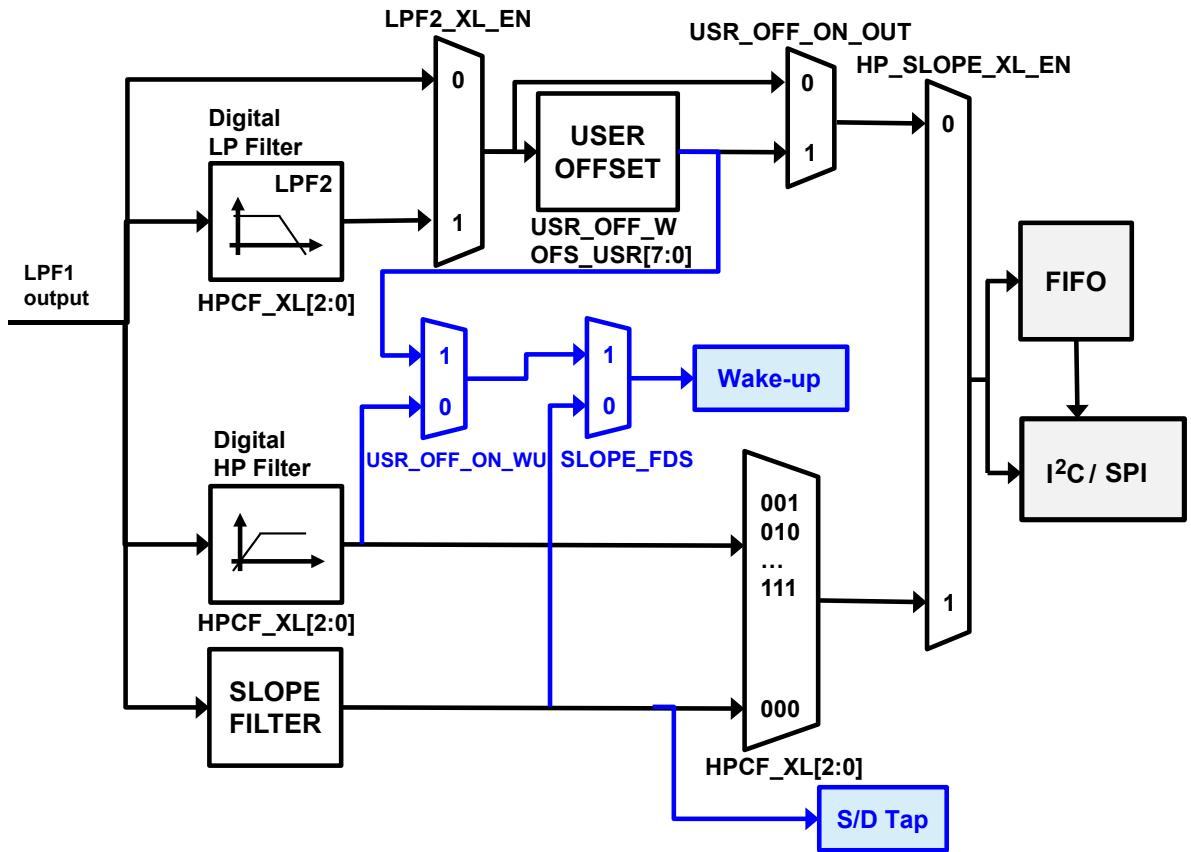 LPF2_XL_EN
USR_OFF_ON_OUT
HP_SLOPE_XL_EN
0
0
0
Digital
LP Filter
LPF2
USER
OFFSET
1
1
USR_OFF_W
OFS_USR[7:0]
LPF1
output
HPCF_XL[2:0]
FIFO
1
0
1
0
Wake-up
USR_OFF_ON_WU
SLOPE_FDS
Digital
HP Filter
I²C / SPI
001
010
...
111
HPCF_XL[2:0]
1
SLOPE
FILTER
000
HPCF_XL[2:0]
S/D Tap